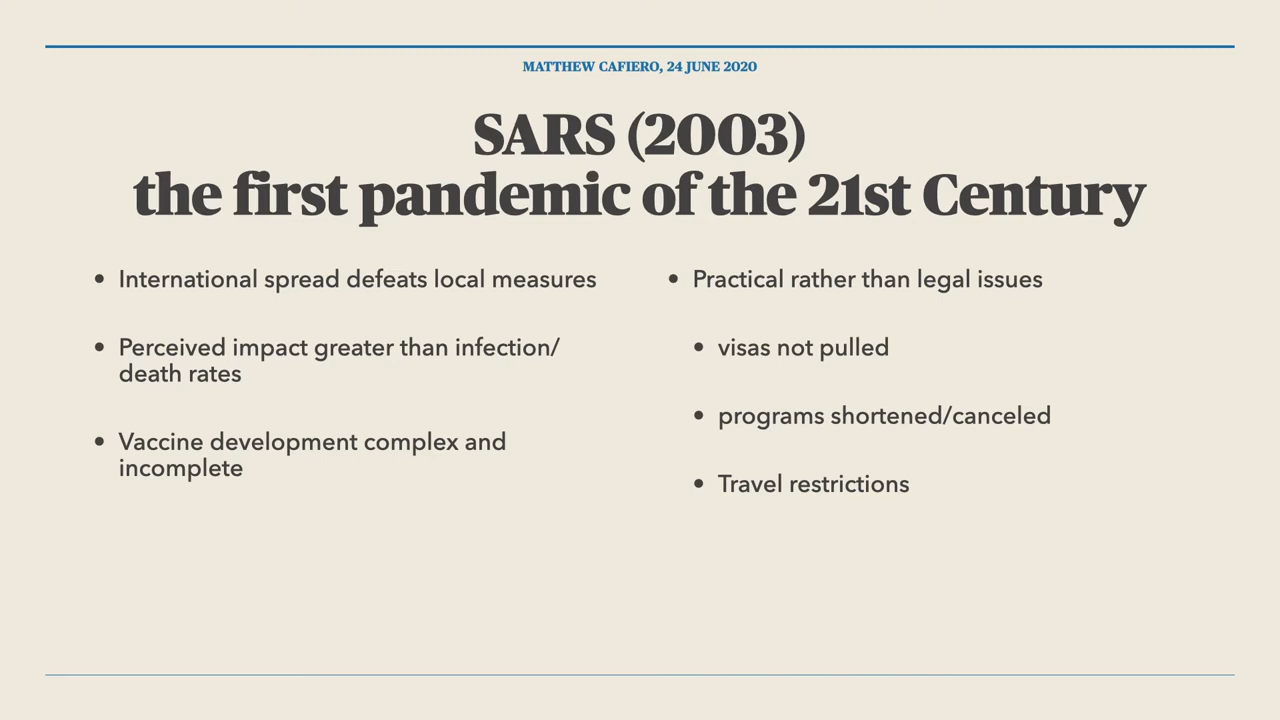 MATTHEW CAFIERO, 24 JUNE 2020
SARS (2003)
the first pandemic of the 21st Century
• International spread defeats local measures
• Perceived impact greater than infection/
death rates
• Vaccine development complex and
incomplete
• Practical rather than legal issues
• visas not pulled
• programs shortened/canceled
• Travel restrictions